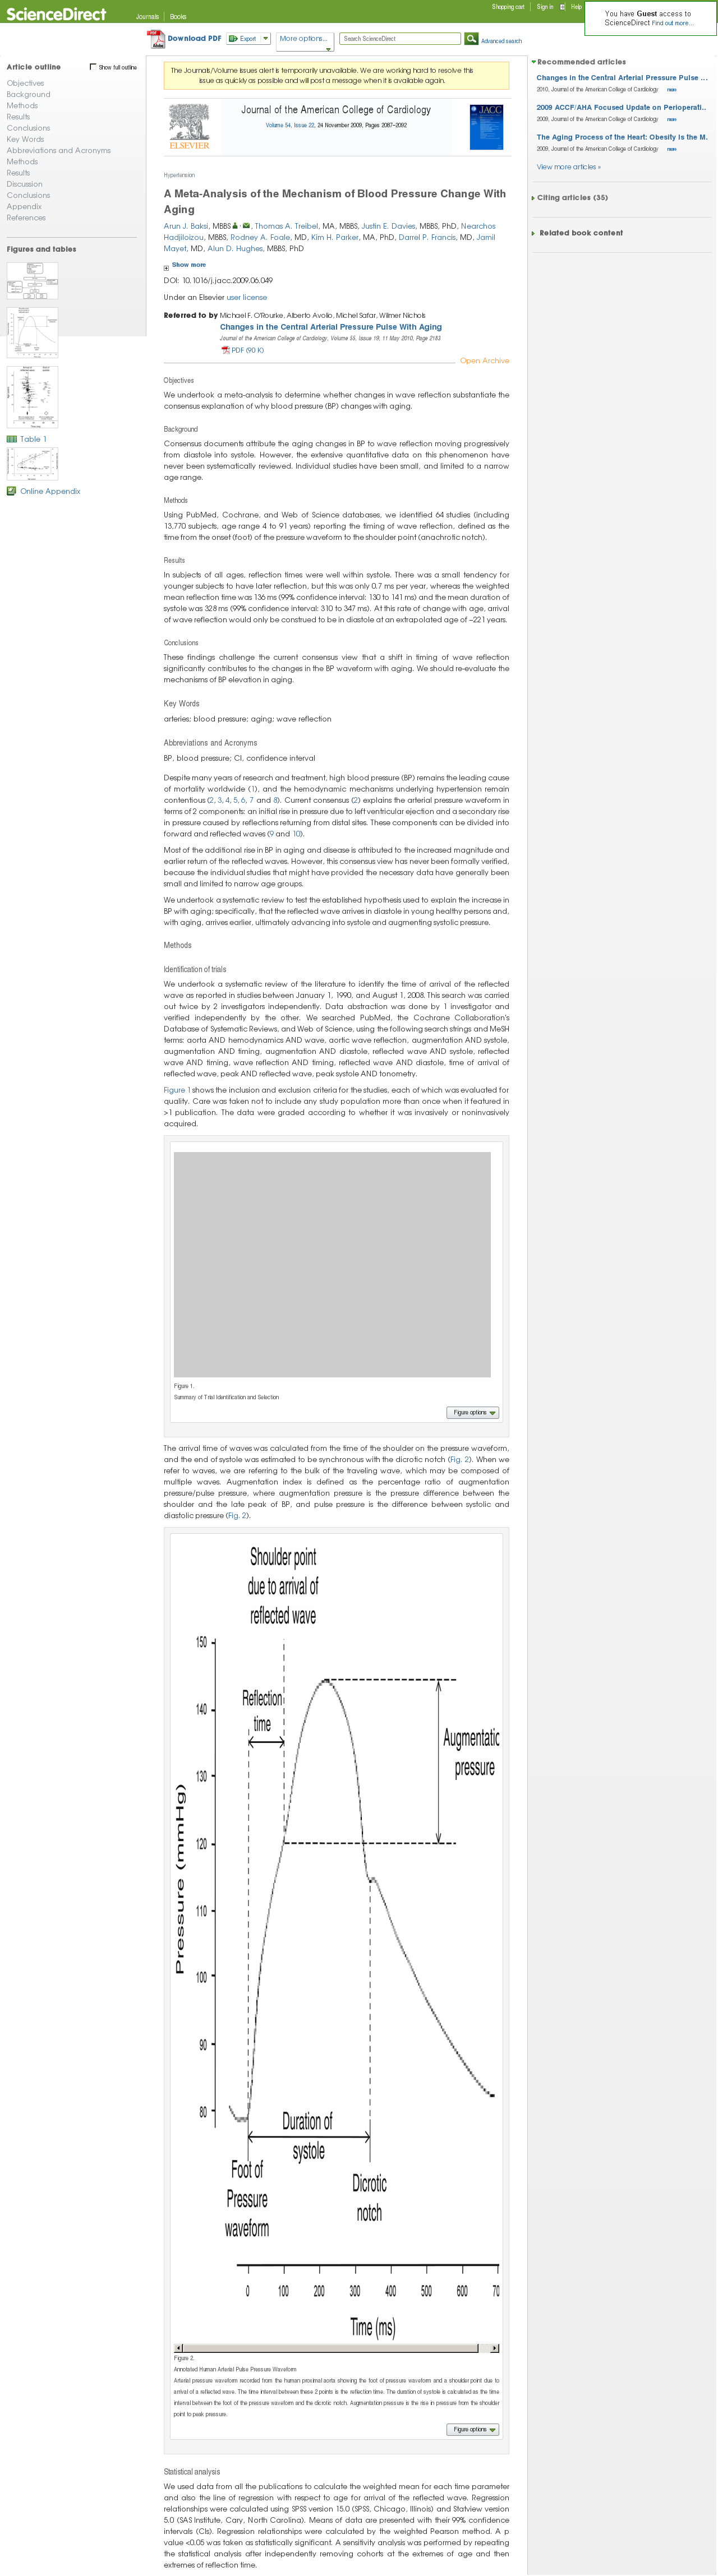 ScienceDirect
Journals
Books
Shopping cart
Sign in
Help
You have Guest access to
ScienceDirect Find out more...
Download PDF
Export
More options...
Search ScienceDirect
Advanced search
Article outline
Show full outline
Objectives
Background
Methods
Results
Conclusions
Key Words
Abbreviations and Acronyms
Methods
Results
Discussion
Conclusions
Appendix
References
Figures and tables
Table 1
Online Appendix
The Journals/Volume issues alert is temporarily unavailable. We are working hard to resolve this
issue as quickly as possible and will post a message when it is available again.
ELSEVIER
Journal of the American College of Cardiology
Volume 54, Issue 22, 24 November 2009, Pages 2087–2092
JACC
Hypertension
A Meta-Analysis of the Mechanism of Blood Pressure Change With
Aging
Arun J. Baksi, MBBS, Thomas A. Treibel, MA, MBBS, Justin E. Davies, MBBS, PhD, Nearchos
Hadjiloizou, MBBS, Rodney A. Foale, MD, Kim H. Parker, MA, PhD, Darrel P. Francis, MD, Jamil
Mayet, MD, Alun D. Hughes, MBBS, PhD
Show more
DOI: 10.1016/j.jacc.2009.06.049
Under an Elsevier user license
Referred to by Michael F. O'Rourke, Alberto Avolio, Michel Safar, Wilmer Nichols
Changes in the Central Arterial Pressure Pulse With Aging
Journal of the American College of Cardiology, Volume 55, Issue 19, 11 May 2010, Page 2183
PDF (90 K)
Open Archive
Objectives
We undertook a meta-analysis to determine whether changes in wave reflection substantiate the
consensus explanation of why blood pressure (BP) changes with aging.
Background
Consensus documents attribute the aging changes in BP to wave reflection moving progressively
from diastole into systole. However, the extensive quantitative data on this phenomenon have
never been systematically reviewed. Individual studies have been small, and limited to a narrow
age range.
Methods
Using PubMed, Cochrane, and Web of Science databases, we identified 64 studies (including
13,770 subjects, age range 4 to 91 years) reporting the timing of wave reflection, defined as the
time from the onset (foot) of the pressure waveform to the shoulder point (anachrotic notch).
Results
In subjects of all ages, reflection times were well within systole. There was a small tendency for
younger subjects to have later reflection, but this was only 0.7 ms per year, whereas the weighted
mean reflection time was 136 ms (99% confidence interval: 130 to 141 ms) and the mean duration of
systole was 328 ms (99% confidence interval: 310 to 347 ms). At this rate of change with age, arrival
of wave reflection would only be construed to be in diastole at an extrapolated age of −221 years.
Conclusions
These findings challenge the current consensus view that a shift in timing of wave reflection
significantly contributes to the changes in the BP waveform with aging. We should re-evaluate the
mechanisms of BP elevation in aging.
Key Words
arteries; blood pressure; aging; wave reflection
Abbreviations and Acronyms
BP, blood pressure; CI, confidence interval
Despite many years of research and treatment, high blood pressure (BP) remains the leading cause
of mortality worldwide (1), and the hemodynamic mechanisms underlying hypertension remain
contentious (2, 3, 4, 5, 6, 7 and 8). Current consensus (2) explains the arterial pressure waveform in
terms of 2 components: an initial rise in pressure due to left ventricular ejection and a secondary rise
in pressure caused by reflections returning from distal sites. These components can be divided into
forward and reflected waves (9 and 10).
Most of the additional rise in BP in aging and disease is attributed to the increased magnitude and
earlier return of the reflected waves. However, this consensus view has never been formally verified,
because the individual studies that might have provided the necessary data have generally been
small and limited to narrow age groups.
We undertook a systematic review to test the established hypothesis used to explain the increase in
BP with aging; specifically, that the reflected wave arrives in diastole in young healthy persons and,
with aging, arrives earlier, ultimately advancing into systole and augmenting systolic pressure.
Methods
Identification of trials
We undertook a systematic review of the literature to identify the time of arrival of the reflected
wave as reported in studies between January 1, 1990, and August 1, 2008. This search was carried
out twice by 2 investigators independently. Data abstraction was done by 1 investigator and
verified independently by the other. We searched PubMed, the Cochrane Collaboration's
Database of Systematic Reviews, and Web of Science, using the following search strings and MeSH
terms: aorta AND hemodynamics AND wave, aortic wave reflection, augmentation AND systole,
augmentation AND timing, augmentation AND diastole, reflected wave AND systole, reflected
wave AND timing, wave reflection AND timing, reflected wave AND diastole, time of arrival of
reflected wave, peak AND reflected wave, peak systole AND tonometry.
Figure 1 shows the inclusion and exclusion criteria for the studies, each of which was evaluated for
quality. Care was taken not to include any study population more than once when it featured in
>1 publication. The data were graded according to whether it was invasively or noninvasively
acquired.
Figure 1.
Summary of Trial Identification and Selection
Figure options
The arrival time of waves was calculated from the time of the shoulder on the pressure waveform,
and the end of systole was estimated to be synchronous with the dicrotic notch (Fig. 2). When we
refer to waves, we are referring to the bulk of the traveling wave, which may be composed of
multiple waves. Augmentation index is defined as the percentage ratio of augmentation
pressure/pulse pressure, where augmentation pressure is the pressure difference between the
shoulder and the late peak of BP, and pulse pressure is the difference between systolic and
diastolic pressure (Fig. 2).
Shoulder point
due to arrival of
reflected wave
150
140
130
120
110
100
90
80
Pressure (mmHg)
Reflection
time
Augmentatic
pressure
Duration of
systole
Foot of
Pressure
waveform
Dicrotic
notch
0 100 200 300 400 500 600 70
Time (ms)
Figure 2.
Annotated Human Arterial Pulse Pressure Waveform
Arterial pressure waveform recorded from the human proximal aorta showing the foot of pressure waveform and a shoulder point due to
arrival of a reflected wave. The time interval between these 2 points is the reflection time. The duration of systole is calculated as the time
interval between the foot of the pressure waveform and the dicrotic notch. Augmentation pressure is the rise in pressure from the shoulder
point to peak pressure.
Figure options
Statistical analysis
We used data from all the publications to calculate the weighted mean for each time parameter
and also the line of regression with respect to age for arrival of the reflected wave. Regression
relationships were calculated using SPSS version 15.0 (SPSS, Chicago, Illinois) and Statview version
5.0 (SAS Institute, Cary, North Carolina). Means of data are presented with their 99% confidence
intervals (CIs). Regression relationships were calculated by the weighted Pearson method. A p
value <0.05 was taken as statistically significant. A sensitivity analysis was performed by repeating
the statistical analysis after independently removing cohorts at the extremes of age and then
extremes of reflection time.
Recommended articles
Changes in the Central Arterial Pressure Pulse ...
2010, Journal of the American College of Cardiology more
2009 ACCF/AHA Focused Update on Perioperati..
2009, Journal of the American College of Cardiology more
The Aging Process of the Heart: Obesity Is the M.
2009, Journal of the American College of Cardiology more
View more articles »
Citing articles (35)
Related book content